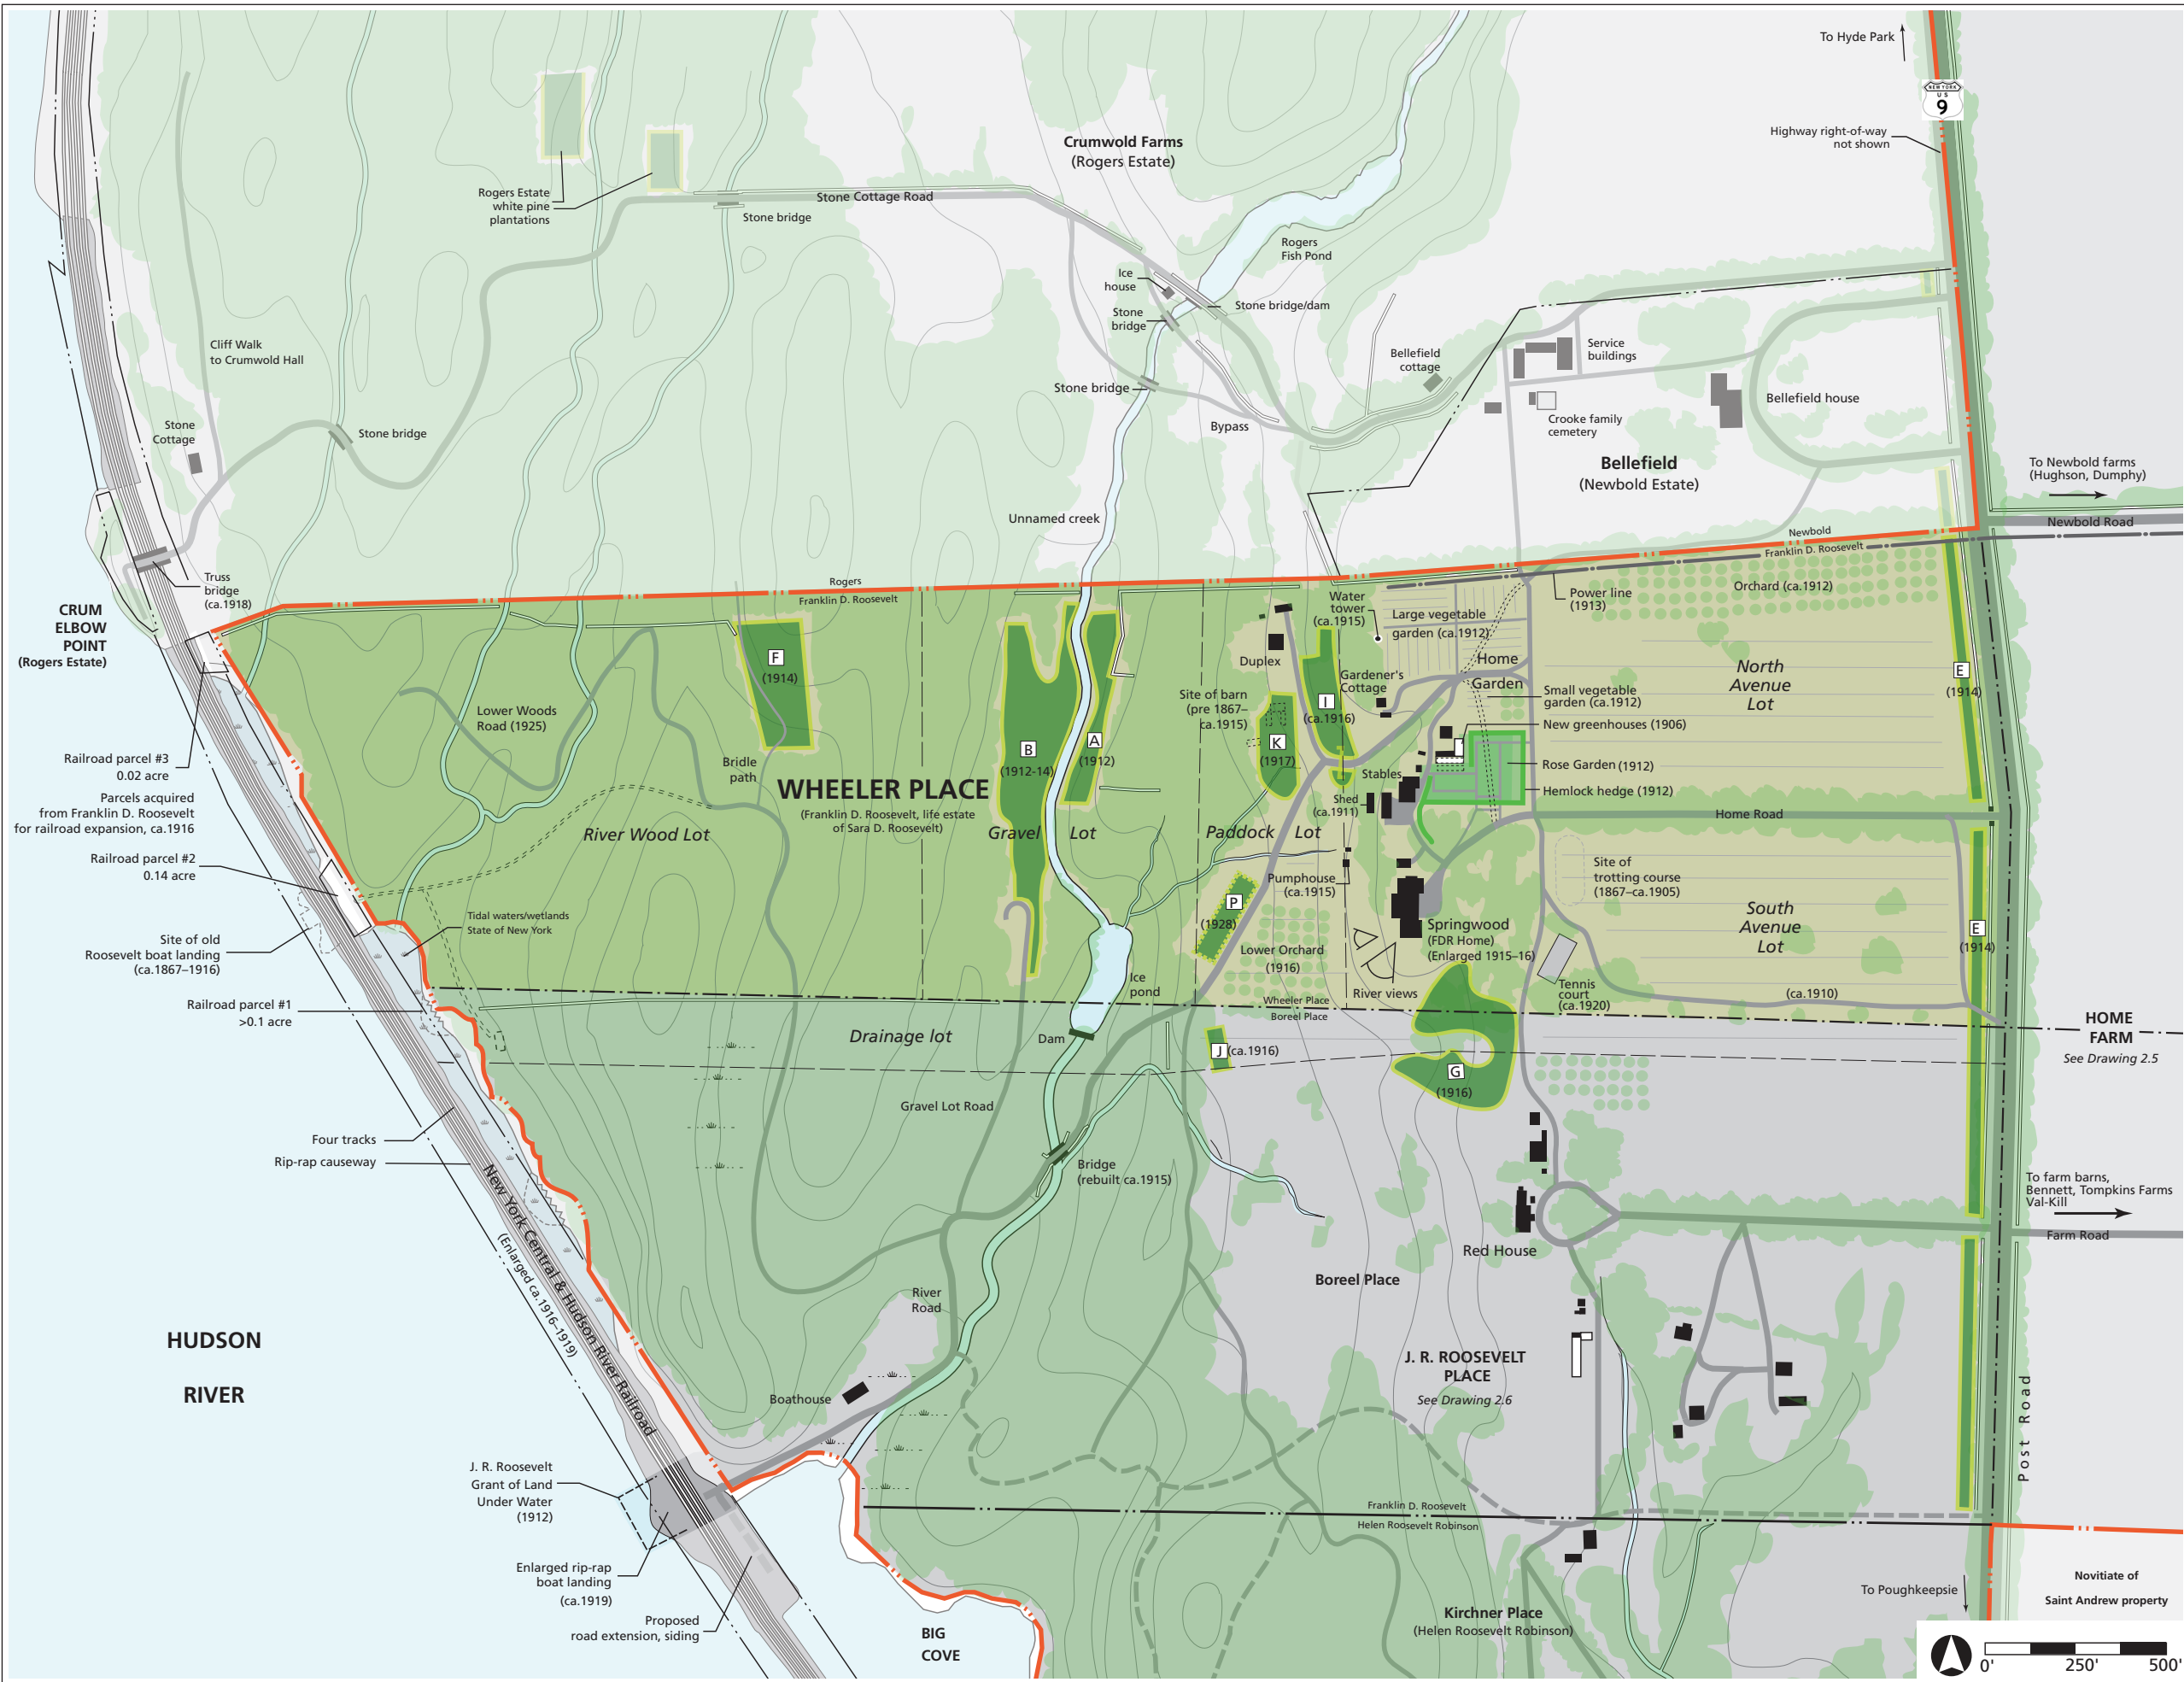 To Hyde Park
NEW YORK
U S
9
Highway right-of-way
not shown
Crumwold Farms
(Rogers Estate)
Rogers Estate
white pine
plantations
Stone Cottage Road
Stone bridge
Rogers
Fish Pond
Ice
house
Stone bridge/dam
Stone
bridge
Cliff Walk
to Crumwold Hall
Service
buildings
Bellefield
cottage
Stone bridge
Bellefield house
Crooke family
cemetery
Bypass
Stone
Cottage
Stone bridge
Bellefield
(Newbold Estate)
To Newbold farms
(Hughson, Dumphy)
Unnamed creek
Newbold Road
Newbold
Franklin D. Roosevelt
Truss
bridge
(ca.1918)
Rogers
Franklin D. Roosevelt
CRUM
ELBOW
POINT
(Rogers Estate)
Water
tower
(ca.1915)
Large vegetable
garden (ca.1912)
Power line
(1913)
Orchard (ca.1912)
F
(1914)
Duplex
Home
Garden
North
Avenue
Lot
E
(1914)
Gardener's
Cottage
Site of barn
(pre 1867–
ca.1915)
I
(ca.1916)
Small vegetable
garden (ca.1912)
Lower Woods
Road (1925)
New greenhouses (1906)
B
(1912-14)
A
(1912)
K
(1917)
Railroad parcel #3
0.02 acre
Bridle
path
Rose Garden (1912)
Stables
WHEELER PLACE
(Franklin D. Roosevelt, life estate
of Sara D. Roosevelt)
Hemlock hedge (1912)
Shed
(ca.1911)
Parcels acquired
from Franklin D. Roosevelt
for railroad expansion, ca.1916
Home Road
River Wood Lot
Gravel Lot
Paddock Lot
Railroad parcel #2
0.14 acre
Site of
trotting course
(1867–ca.1905)
Pumphouse
(ca.1915)
P
(1928)
South
Avenue
Lot
E
(1914)
Tidal waters/wetlands
State of New York
Springwood
(FDR Home)
(Enlarged 1915–16)
Site of old
Roosevelt boat landing
(ca.1867–1916)
Lower Orchard
(1916)
Ice
pond
River views
Tennis
court
(ca.1920)
(ca.1910)
Railroad parcel #1
>0.1 acre
Wheeler Place
Boreel Place
HOME
FARM
See Drawing 2.5
Drainage lot
Dam
J
(ca.1916)
G
(1916)
Gravel Lot Road
Four tracks
Rip-rap causeway
Bridge
(rebuilt ca.1915)
To farm barns,
Bennett, Tompkins Farms
Val-Kill
Farm Road
New York Central & Hudson River Railroad
(Enlarged ca.1916–1919)
Red House
Boreel Place
River
Road
HUDSON
RIVER
J. R. ROOSEVELT
PLACE
See Drawing 2.6
Boathouse
Post Road
J. R. Roosevelt
Grant of Land
Under Water
(1912)
Franklin D. Roosevelt
Helen Roosevelt Robinson
Enlarged rip-rap
boat landing
(ca.1919)
To Poughkeepsie
Novitiate of
Saint Andrew property
Proposed
road extension, siding
BIG
COVE
Kirchner Place
(Helen Roosevelt Robinson)
0' 250' 500'